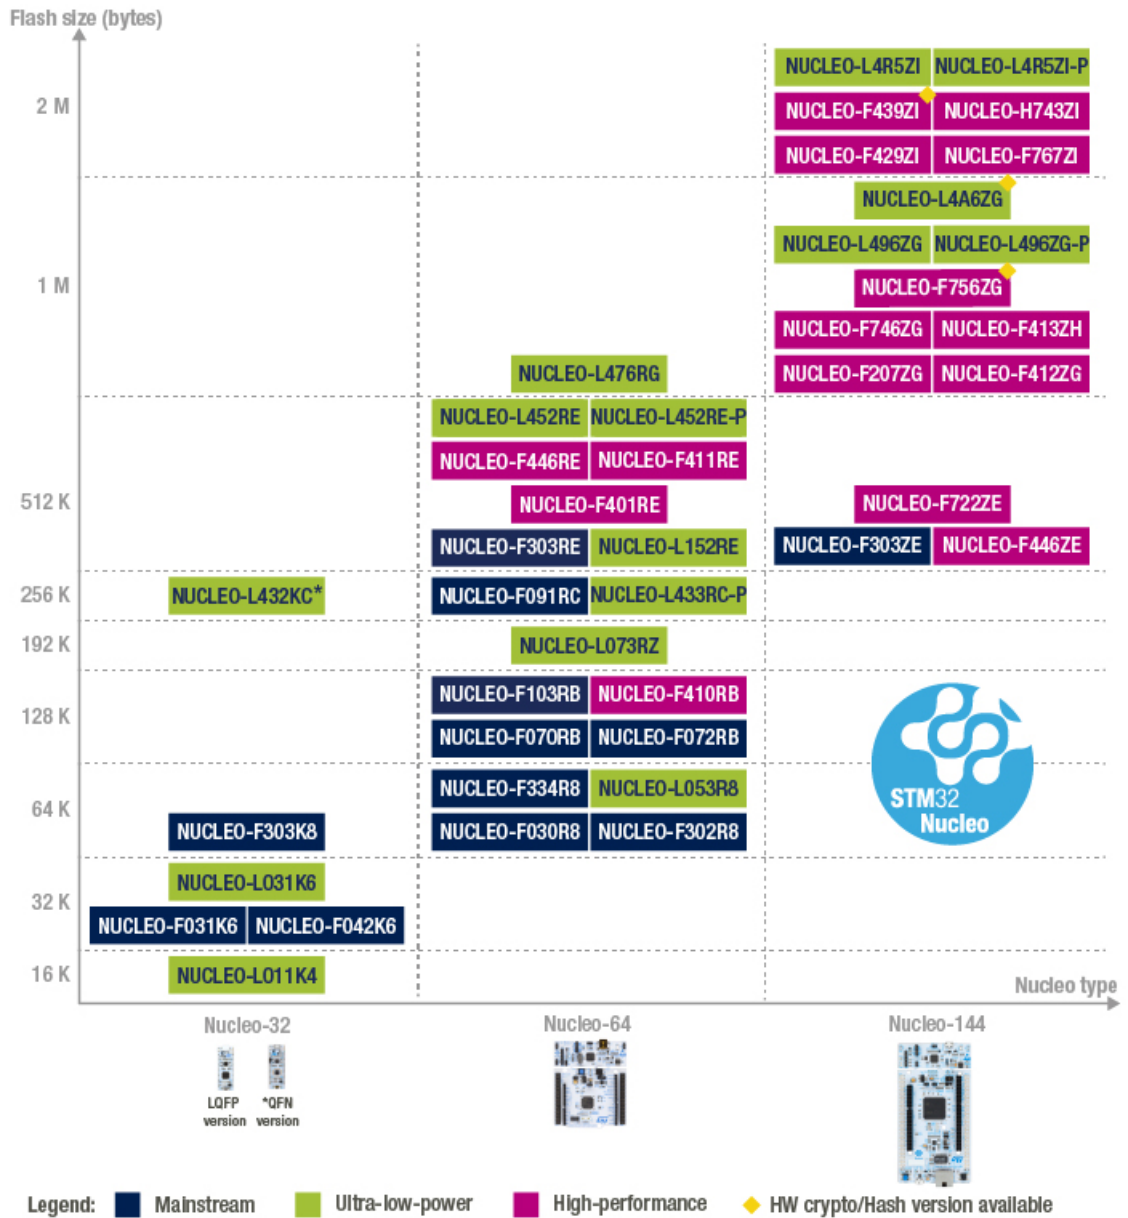 Flash size (bytes)
NUCLEO-L4R5ZI NUCLEO-L4R5ZI-P
2 M
NUCLEO-F439ZI NUCLEO-H743ZI
NUCLEO-F429ZI NUCLEO-F767ZI
NUCLEO-L4A6ZG
NUCLEO-L496ZG NUCLEO-L496ZG-P
1 M
NUCLEO-F756ZG
NUCLEO-F746ZG NUCLEO-F413ZH
NUCLEO-L476RG NUCLEO-F207ZG NUCLEO-F412ZG
NUCLEO-L452RE NUCLEO-L452RE-P
NUCLEO-F446RE NUCLEO-F411RE
512 K NUCLEO-F401RE NUCLEO-F722ZE
NUCLEO-F303RE NUCLEO-L152RE NUCLEO-F303ZE NUCLEO-F446ZE
256 K NUCLEO-L432KC* NUCLEO-F091RC NUCLEO-L433RC-P
192 K NUCLEO-L073RZ
NUCLEO-F103RB NUCLEO-F410RB
128 K
NUCLEO-F070RB NUCLEO-F072RB
NUCLEO-F334R8 NUCLEO-L053R8
64 K
STM32
Nucleo
NUCLEO-F303K8 NUCLEO-F030R8 NUCLEO-F302R8
NUCLEO-L031K6
32 K
NUCLEO-F031K6 NUCLEO-F042K6
16 K NUCLEO-L011K4
Nucleo type
Nucleo-32 Nucleo-64 Nucleo-144
LQFP version
*QFN version
Legend: Mainstream Ultra-low-power High-performance HW crypto/Hash version available